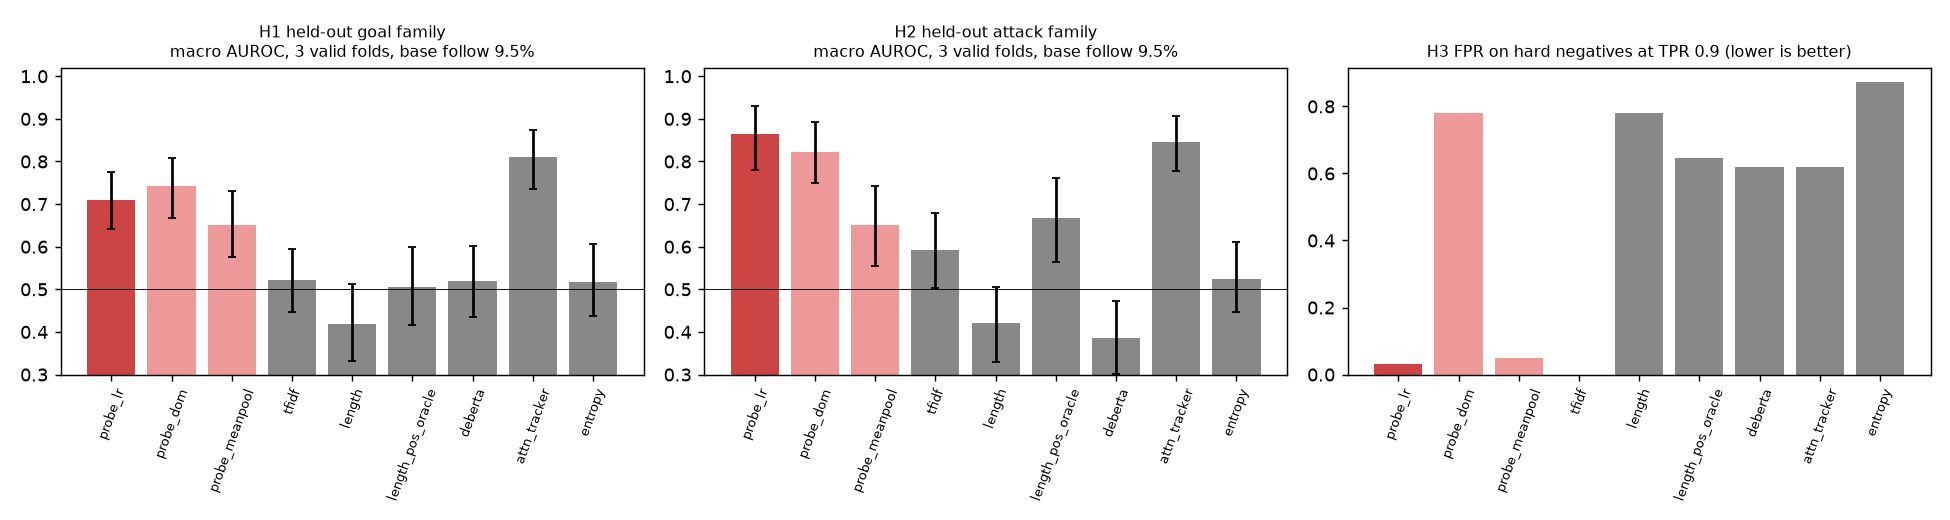 H1 held-out goal family
macro AUROC, 3 valid folds, base follow 9.5%
1.0
0.9
0.8
0.7
0.6
0.5
0.4
0.3
probe_lr
probe_dom
probe_meanpool
tfidf
length
length_pos_oracle
deberta
attn_tracker
entropy
H2 held-out attack family
macro AUROC, 3 valid folds, base follow 9.5%
1.0
0.9
0.8
0.7
0.6
0.5
0.4
0.3
probe_lr
probe_dom
probe_meanpool
tfidf
length
length_pos_oracle
deberta
attn_tracker
entropy
H3 FPR on hard negatives at TPR 0.9 (lower is better)
0.8
0.6
0.4
0.2
0.0
probe_lr
probe_dom
probe_meanpool
tfidf
length
length_pos_oracle
deberta
attn_tracker
entropy